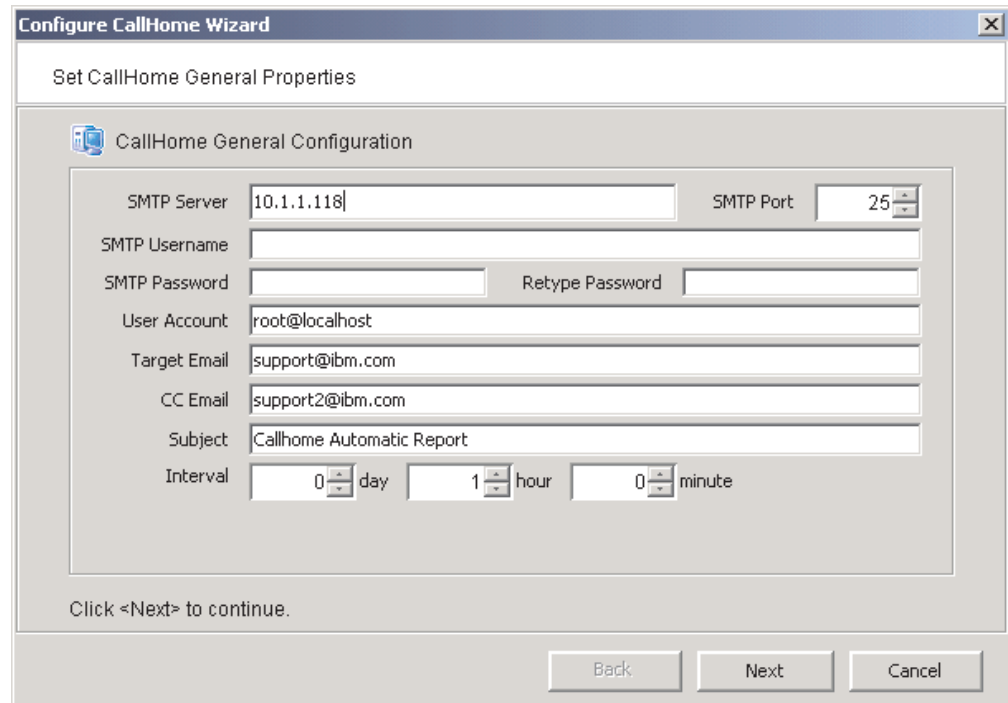 Configure CallHome Wizard
Set CallHome General Properties
CallHome General Configuration
SMTP Server 10.1.1.118 SMTP Port 25
SMTP Username
SMTP Password Retype Password
User Account root@localhost
Target Email support@ibm.com
CC Email support2@ibm.com
Subject Callhome Automatic Report
Interval 0 day 1 hour 0 minute
Click <Next> to continue.
Back Next Cancel